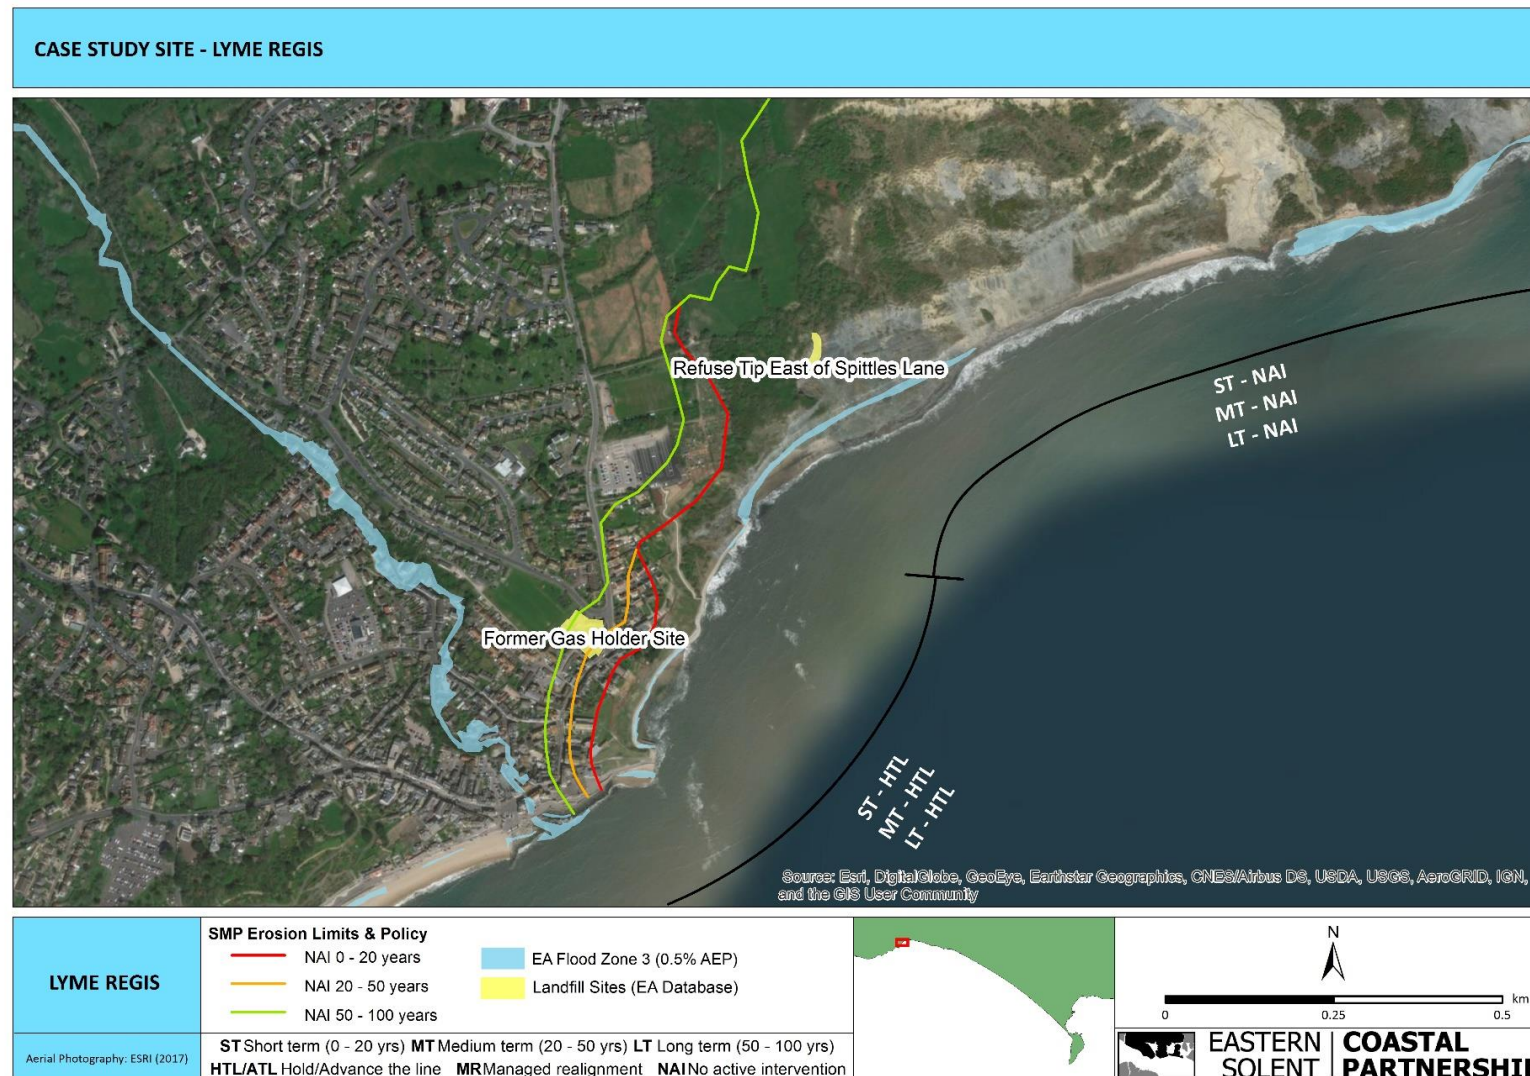 CASE STUDY SITE - LYME REGIS
Refuse Tip East of Spittles Lane
ST - NAI
MT - NAI
LT - NAI
Former Gas Holder Site
ST - HTL
MT - HTL
LT - HTL
Source: Esri, DigitalGlobe, GeoEye, Earthstar Geographics, CNES/Airbus DS, USDA, USGS, AeroGRID, IGN,
and the GIS User Community
LYME REGIS
Aerial Photography: ESRI (2017)
SMP Erosion Limits & Policy
NAI 0 - 20 years
NAI 20 - 50 years
NAI 50 - 100 years
EA Flood Zone 3 (0.5% AEP)
Landfill Sites (EA Database)
ST Short term (0 - 20 yrs) MT Medium term (20 - 50 yrs) LT Long term (50 - 100 yrs)
HTL/ATL Hold/Advance the line MR Managed realignment NAI No active intervention
N
km
0 0.25 0.5
EASTERN SOLENT
COASTAL PARTNERSHIP